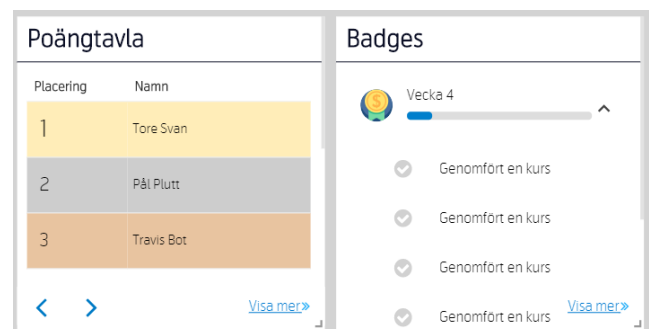 Poängtavla
Placering Namn
1 Tore Svan
2 Pål Plutt
3 Travis Bot
Visa mer»
Badges
Vecka 4
Genomfört en kurs
Genomfört en kurs
Genomfört en kurs
Genomfört en kurs
Visa mer»